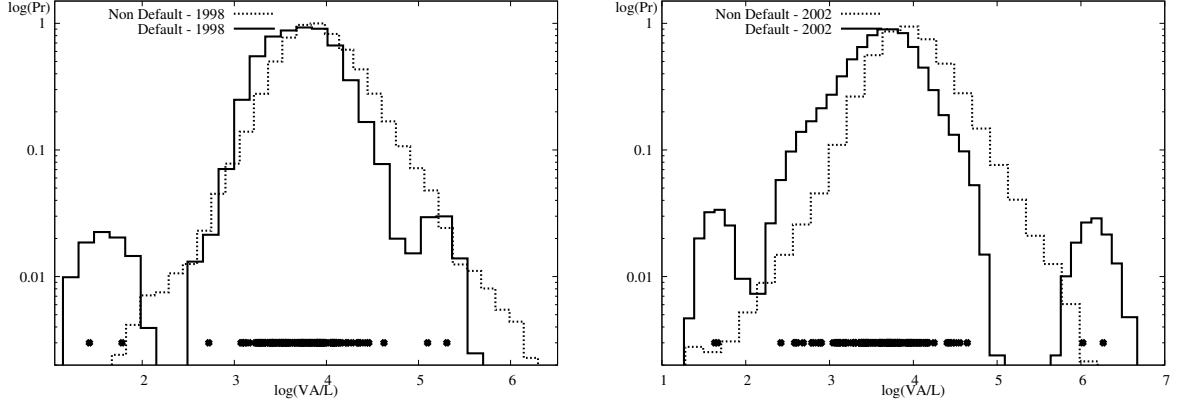 log(Pr)
Non Default - 1998
Default - 1998
1
0.1
0.01
2 3 4 5 6
log(VA/L)
log(Pr)
Non Default - 2002
Default - 2002
1
0.1
0.01
1 2 3 4 5 6 7
log(VA/L)